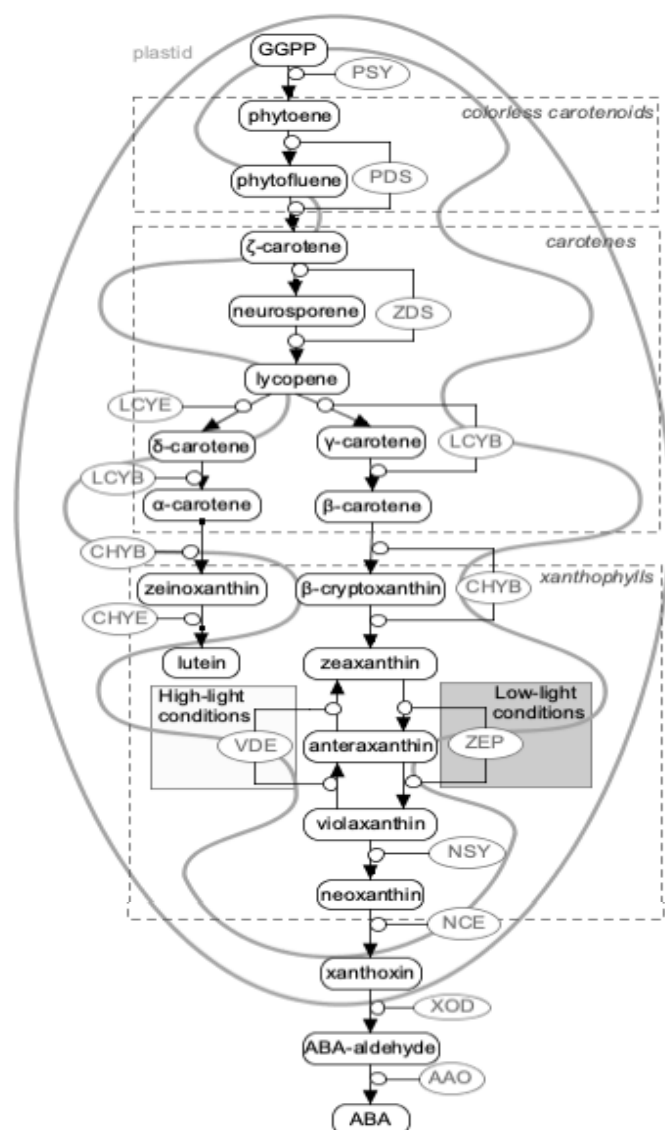 plastid
GGPP
PSY
phytoene
colorless carotenoids
phytofluene
PDS
ζ-carotene
carotenes
neurosporene
ZDS
lycopene
LCYE
δ-carotene
γ-carotene
LCYB
LCYB
α-carotene
β-carotene
CHYB
zeinoxanthin
β-cryptoxanthin
CHYB
xanthophylls
CHYE
lutein
zeaxanthin
High-light
conditions
Low-light
conditions
VDE
anteraxanthin
ZEP
violaxanthin
NSY
neoxanthin
NCE
xanthoxin
XOD
ABA-aldehyde
AAO
ABA